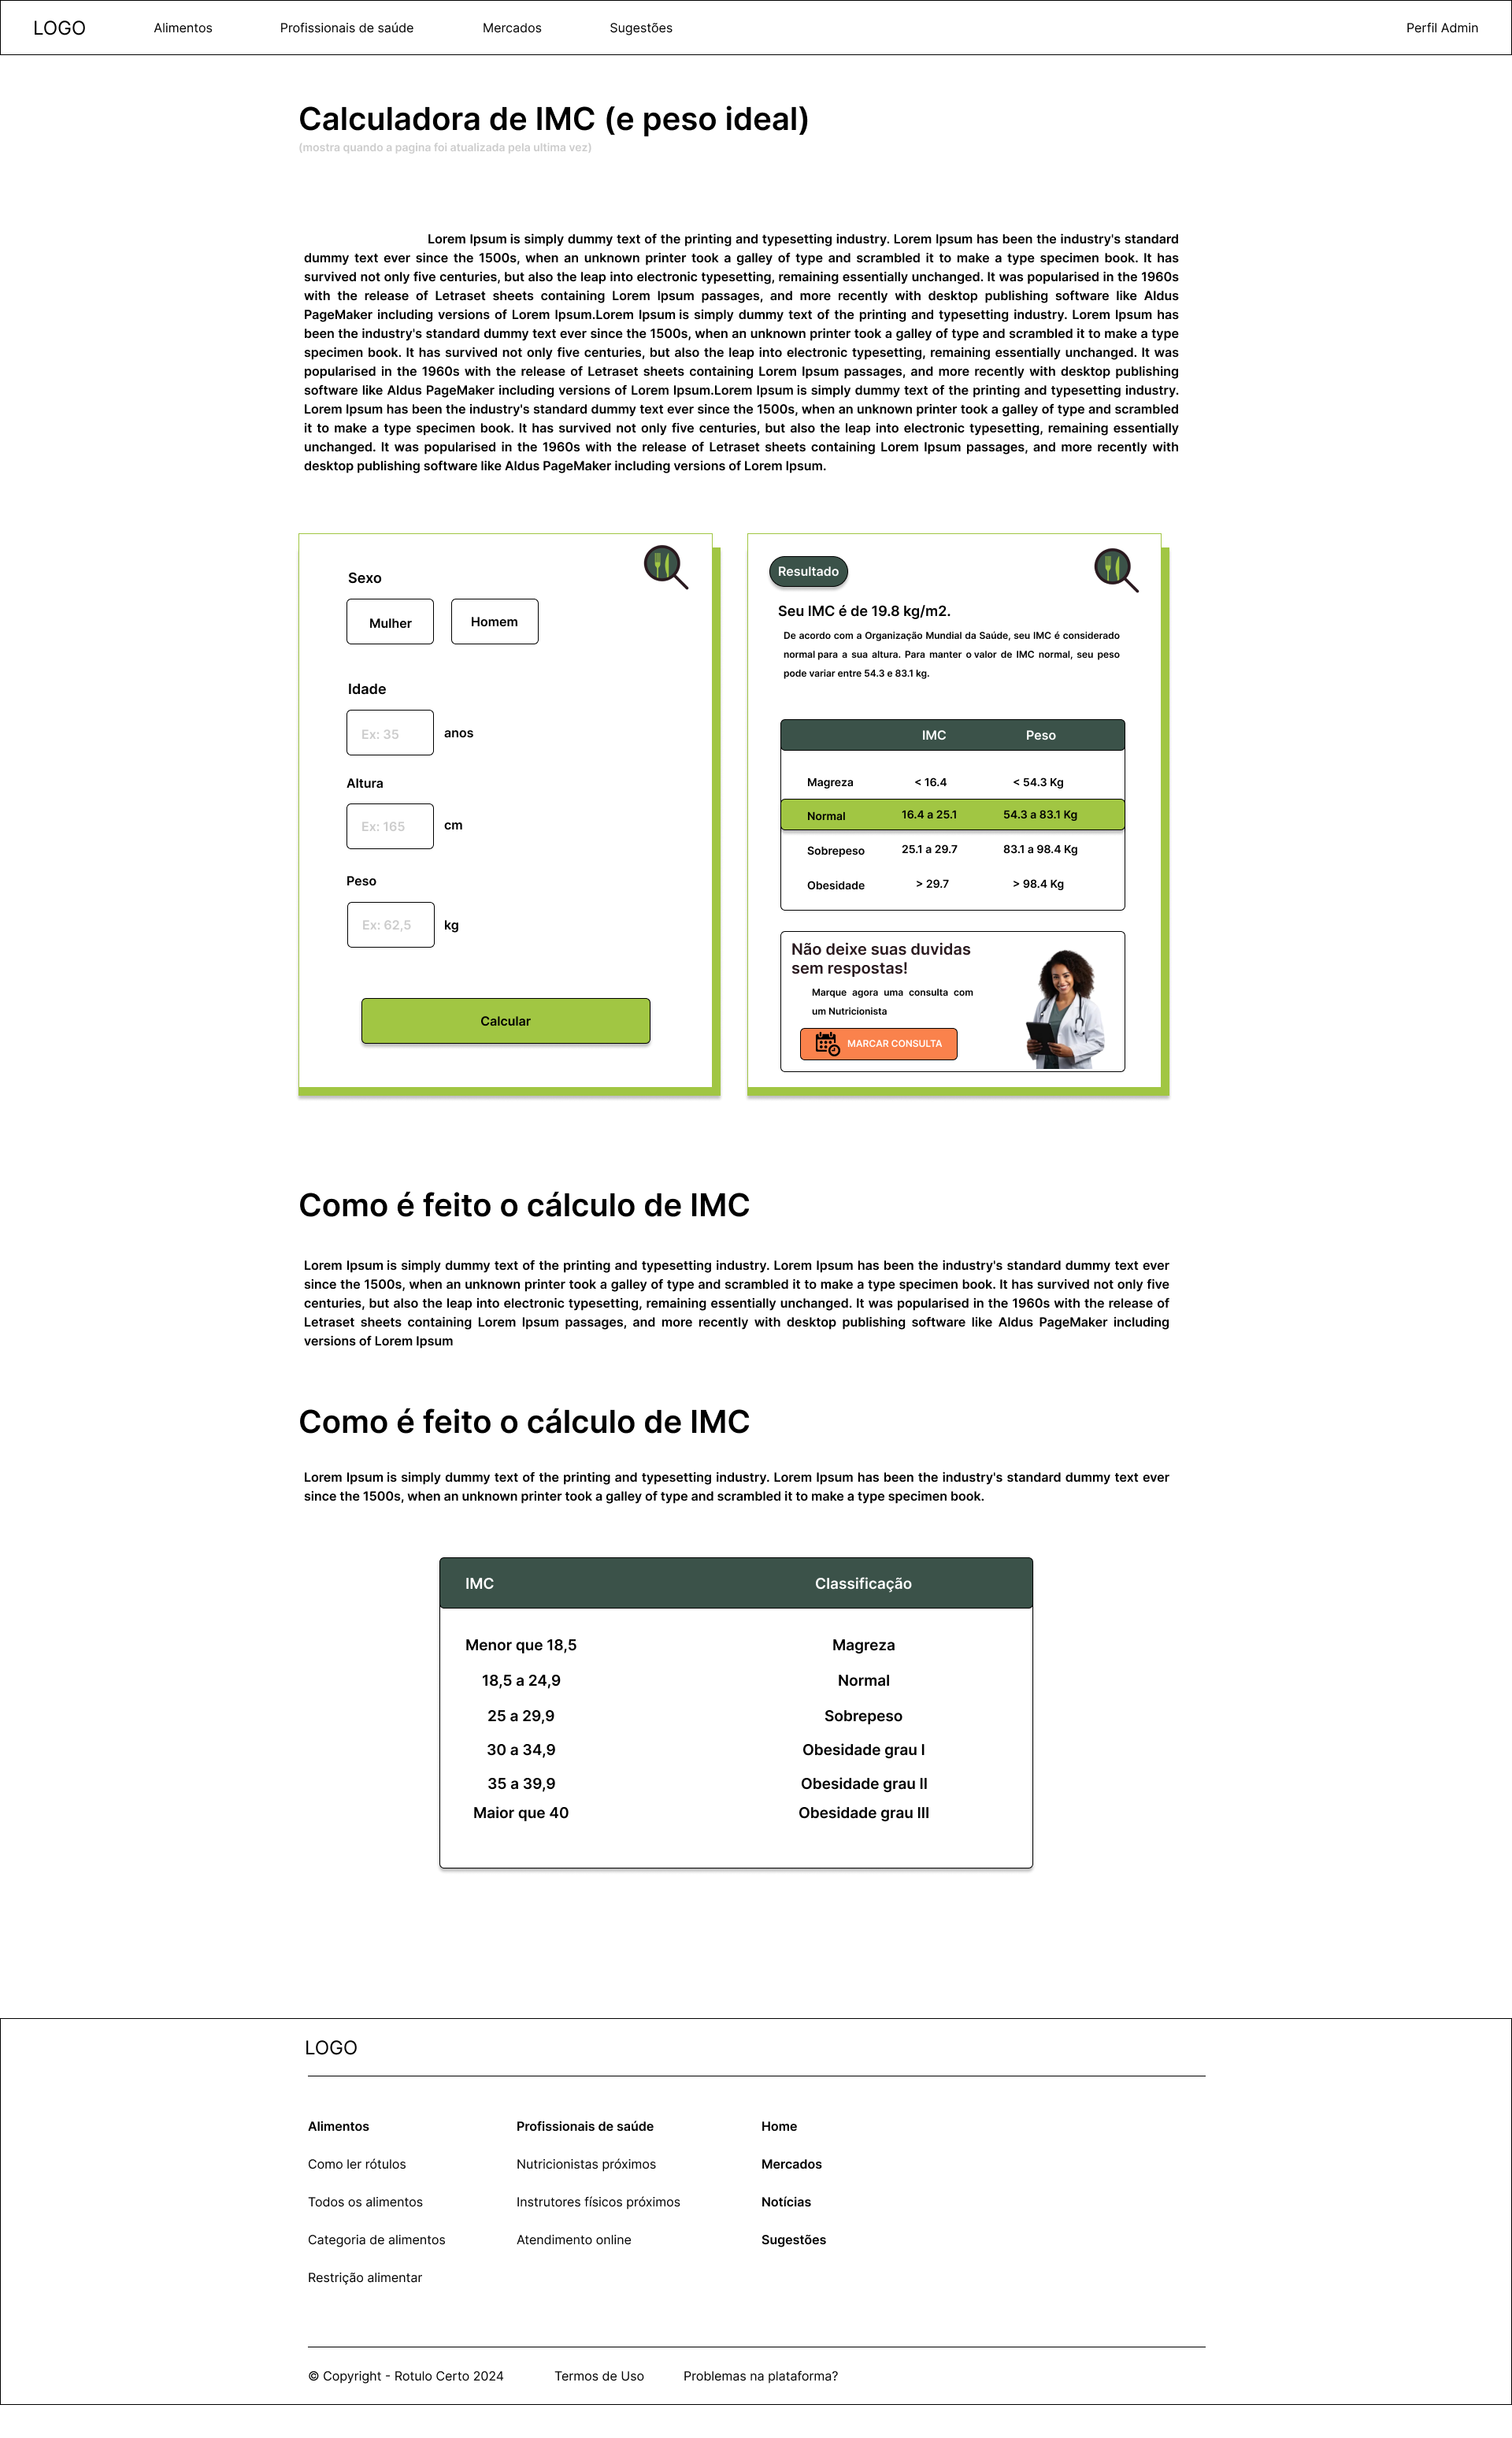 LOGO Alimentos Profissionais de saúde Mercados Sugestões Perfil Admin
Calculadora de IMC (e peso ideal)
(mostra quando a pagina foi atualizada pela ultima vez)
Lorem Ipsum is simply dummy text of the printing and typesetting industry. Lorem Ipsum has been the industry's standard
dummy text ever since the 1500s, when an unknown printer took a galley of type and scrambled it to make a type specimen book. It has
survived not only five centuries, but also the leap into electronic typesetting, remaining essentially unchanged. It was popularised in the 1960s
with the release of Letraset sheets containing Lorem Ipsum passages, and more recently with desktop publishing software like Aldus
PageMaker including versions of Lorem Ipsum.Lorem Ipsum is simply dummy text of the printing and typesetting industry. Lorem Ipsum has
been the industry's standard dummy text ever since the 1500s, when an unknown printer took a galley of type and scrambled it to make a type
specimen book. It has survived not only five centuries, but also the leap into electronic typesetting, remaining essentially unchanged. It was
popularised in the 1960s with the release of Letraset sheets containing Lorem Ipsum passages, and more recently with desktop publishing
software like Aldus PageMaker including versions of Lorem Ipsum.Lorem Ipsum is simply dummy text of the printing and typesetting industry.
Lorem Ipsum has been the industry's standard dummy text ever since the 1500s, when an unknown printer took a galley of type and scrambled
it to make a type specimen book. It has survived not only five centuries, but also the leap into electronic typesetting, remaining essentially
unchanged. It was popularised in the 1960s with the release of Letraset sheets containing Lorem Ipsum passages, and more recently with
desktop publishing software like Aldus PageMaker including versions of Lorem Ipsum.
Sexo
Mulher Homem
Idade
Ex: 35 anos
Altura
Ex: 165 cm
Peso
Ex: 62,5 kg
Calcular
Resultado
Seu IMC é de 19.8 kg/m2.
De acordo com a Organização Mundial da Saúde, seu IMC é considerado
normal para a sua altura. Para manter o valor de IMC normal, seu peso
pode variar entre 54.3 e 83.1 kg.
IMC Peso
Magreza < 16.4 < 54.3 Kg
Normal 16.4 a 25.1 54.3 a 83.1 Kg
Sobrepeso 25.1 a 29.7 83.1 a 98.4 Kg
Obesidade > 29.7 > 98.4 Kg
Não deixe suas duvidas
sem respostas!
Marque agora uma consulta com
um Nutricionista
MARCAR CONSULTA
Como é feito o cálculo de IMC
Lorem Ipsum is simply dummy text of the printing and typesetting industry. Lorem Ipsum has been the industry's standard dummy text ever
since the 1500s, when an unknown printer took a galley of type and scrambled it to make a type specimen book. It has survived not only five
centuries, but also the leap into electronic typesetting, remaining essentially unchanged. It was popularised in the 1960s with the release of
Letraset sheets containing Lorem Ipsum passages, and more recently with desktop publishing software like Aldus PageMaker including
versions of Lorem Ipsum
Como é feito o cálculo de IMC
Lorem Ipsum is simply dummy text of the printing and typesetting industry. Lorem Ipsum has been the industry's standard dummy text ever
since the 1500s, when an unknown printer took a galley of type and scrambled it to make a type specimen book.
IMC Classificação
Menor que 18,5 Magreza
18,5 a 24,9 Normal
25 a 29,9 Sobrepeso
30 a 34,9 Obesidade grau I
35 a 39,9 Obesidade grau II
Maior que 40 Obesidade grau III
LOGO
Alimentos Profissionais de saúde Home
Como ler rótulos Nutricionistas próximos Mercados
Todos os alimentos Instrutores físicos próximos Notícias
Categoria de alimentos Atendimento online Sugestões
Restrição alimentar
© Copyright - Rotulo Certo 2024 Termos de Uso Problemas na plataforma?